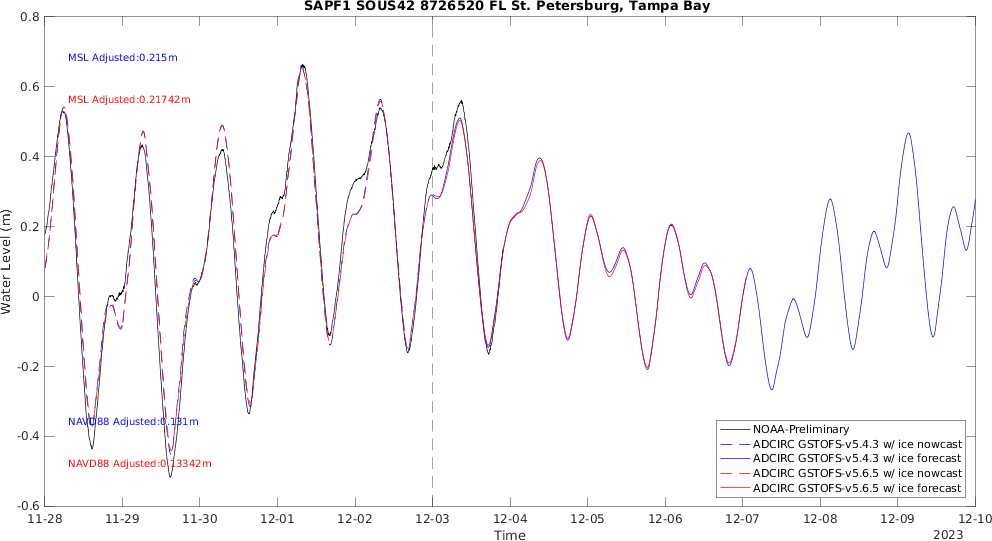 SAPF1 SOUS42 8726520 FL St. Petersburg, Tampa Bay
0.8
MSL Adjusted:0.215m
0.6
MSL Adjusted:0.21742m
0.4
0.2
Water Level (m)
0
-0.2
NAVD88 Adjusted:0.131m
-0.4
NAVD88 Adjusted:0.13342m
-0.6
NOAA-Preliminary
ADCIRC GSTOFS-v5.4.3 w/ ice nowcast
ADCIRC GSTOFS-v5.4.3 w/ ice forecast
ADCIRC GSTOFS-v5.6.5 w/ ice nowcast
ADCIRC GSTOFS-v5.6.5 w/ ice forecast
11-28 11-29 11-30 12-01 12-02 12-03 12-04 12-05 12-06 12-07 12-08 12-09 12-10
Time
2023